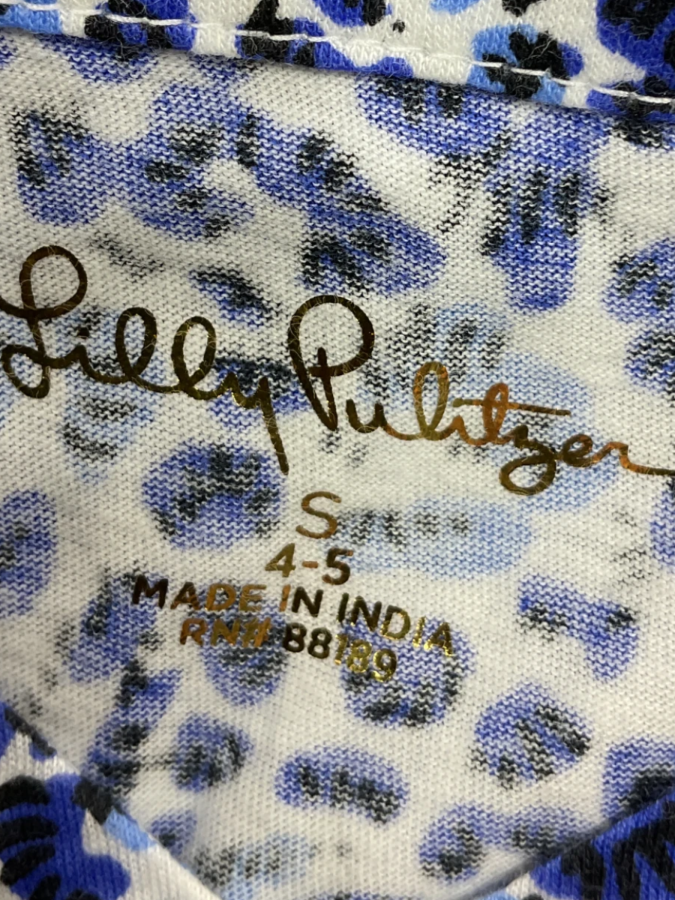 Lilly Pulitzer
S
4-5
MADE IN INDIA
RN# 88189